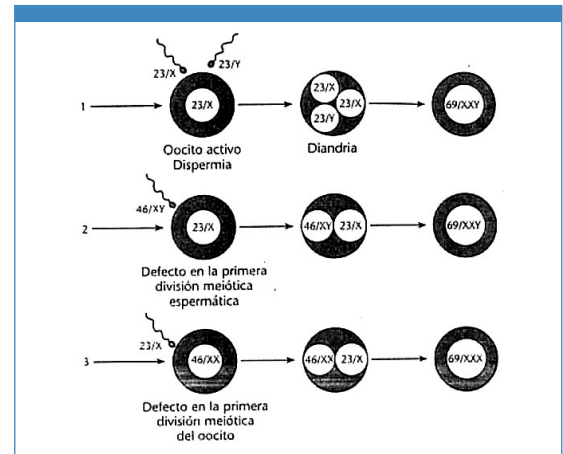 23/X
23/Y
1
23/X
23/X
23/X
23/Y
69/XXY
Oocito activo
Dispermia
Diandria
46/XY
2
23/X
46/XY
23/X
69/XXY
Defecto en la primera
división meiótica
espermática
23/X
3
46/XX
46/XX
23/X
69/XXX
Defecto en la primera
división meiótica
del oocito